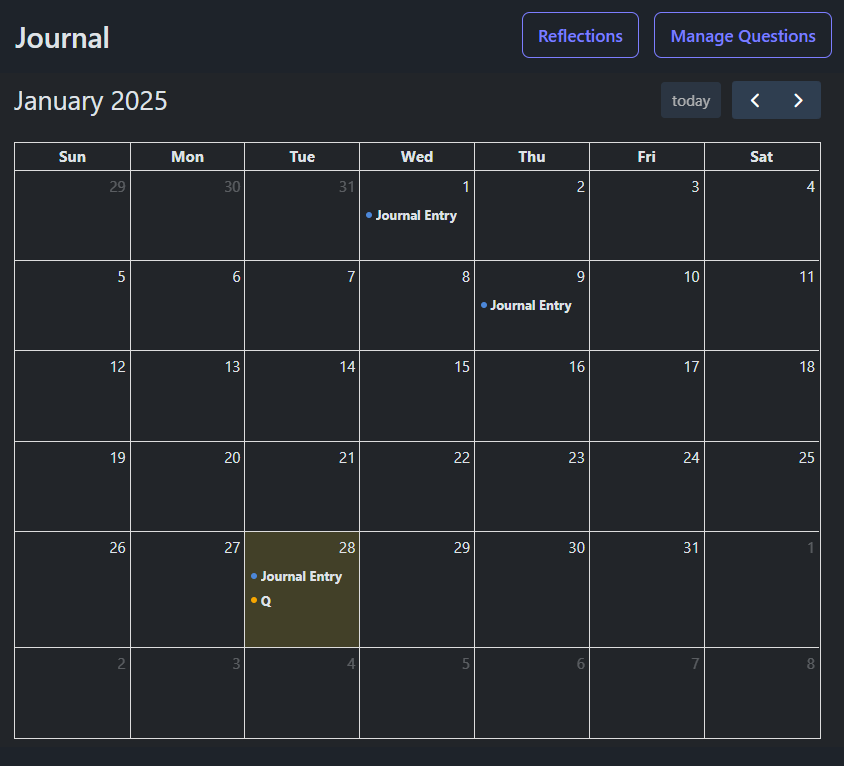 Journal Reflections Manage Questions
January 2025 today
Sun Mon Tue Wed Thu Fri Sat
29 30 31 1 2 3 4
Journal Entry
5 6 7 8 9 10 11
Journal Entry
12 13 14 15 16 17 18
19 20 21 22 23 24 25
26 27 28 29 30 31 1
Journal Entry
Q
2 3 4 5 6 7 8